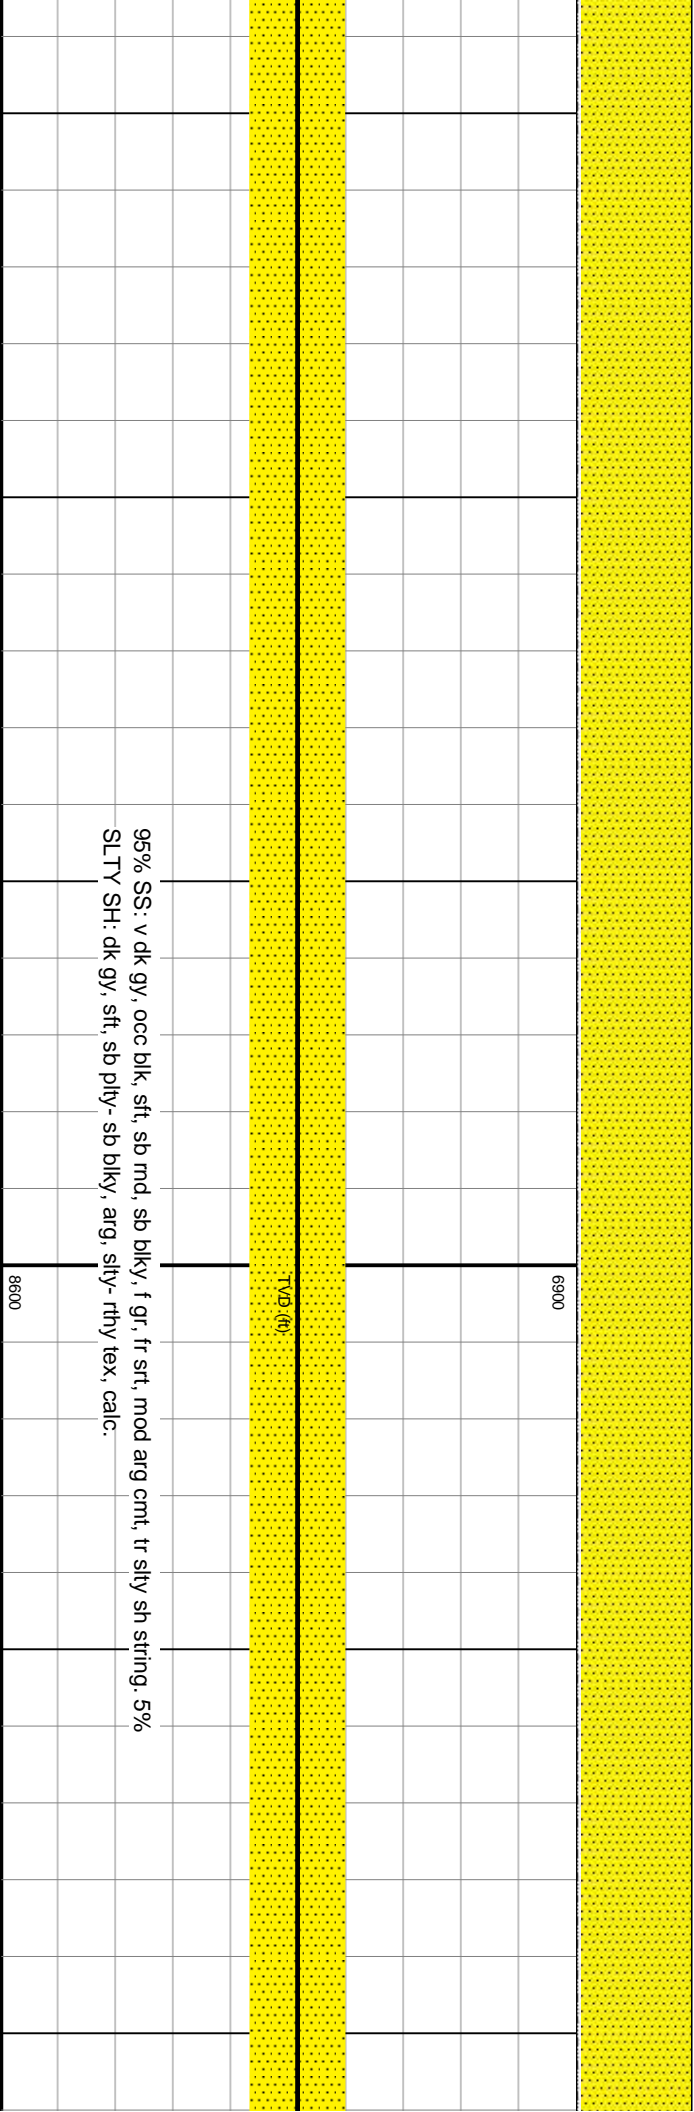 6900
TVD (ft)
8600
95% SS: v dk gy, occ blk, sft, sb rnd, sb blky, f gr, fr srt, mod arg cmt, tr slty sh string. 5%
SLTY SH: dk gy, sft, sb plty- sb blky, arg, slty- rthy tex, calc.